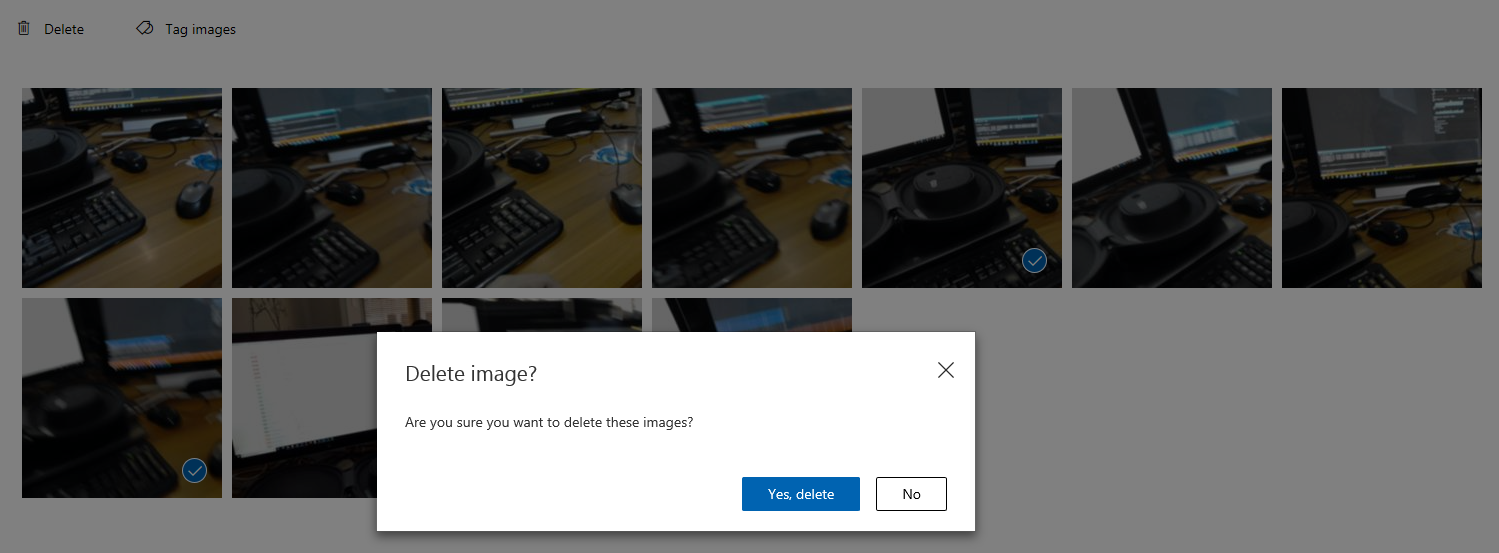 Delete
Tag images
Delete image?
Are you sure you want to delete these images?
Yes, delete
No